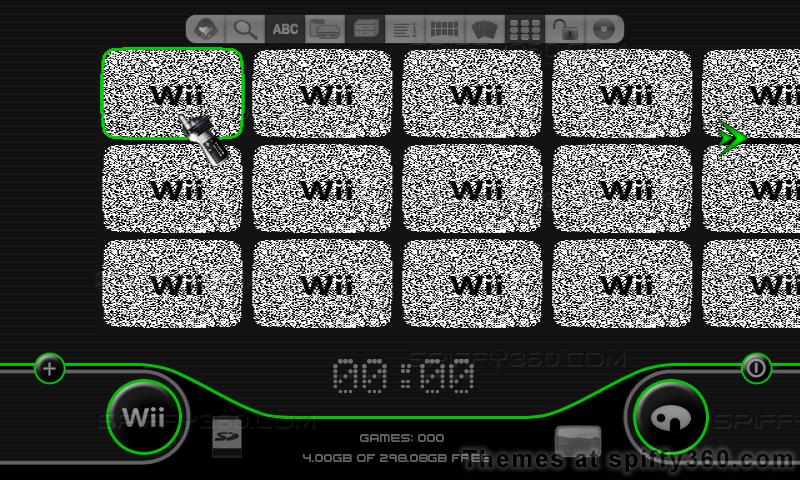 ABC
Wii Wii Wii Wii Wii
Wii Wii Wii Wii Wii
Wii Wii Wii Wii Wii
SPIFFY360.COM
00:00
Wii
SPIFFY360.COM
SPIFFY
SD
GAMES: 000
4.00GB OF 298.08GB FREE
Themes at spiffy360.com